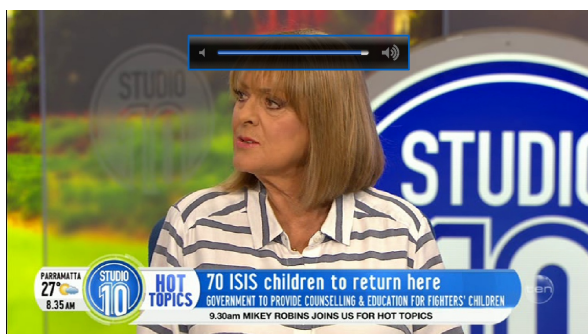 STUDIO
10
STUDIO
10
PARRAMATTA
27°
8.35 AM
STUDIO
10
HOT
TOPICS
70 ISIS children to return here
GOVERNMENT TO PROVIDE COUNSELLING & EDUCATION FOR FIGHTERS' CHILDREN
9.30am MIKEY ROBINS JOINS US FOR HOT TOPICS
ten